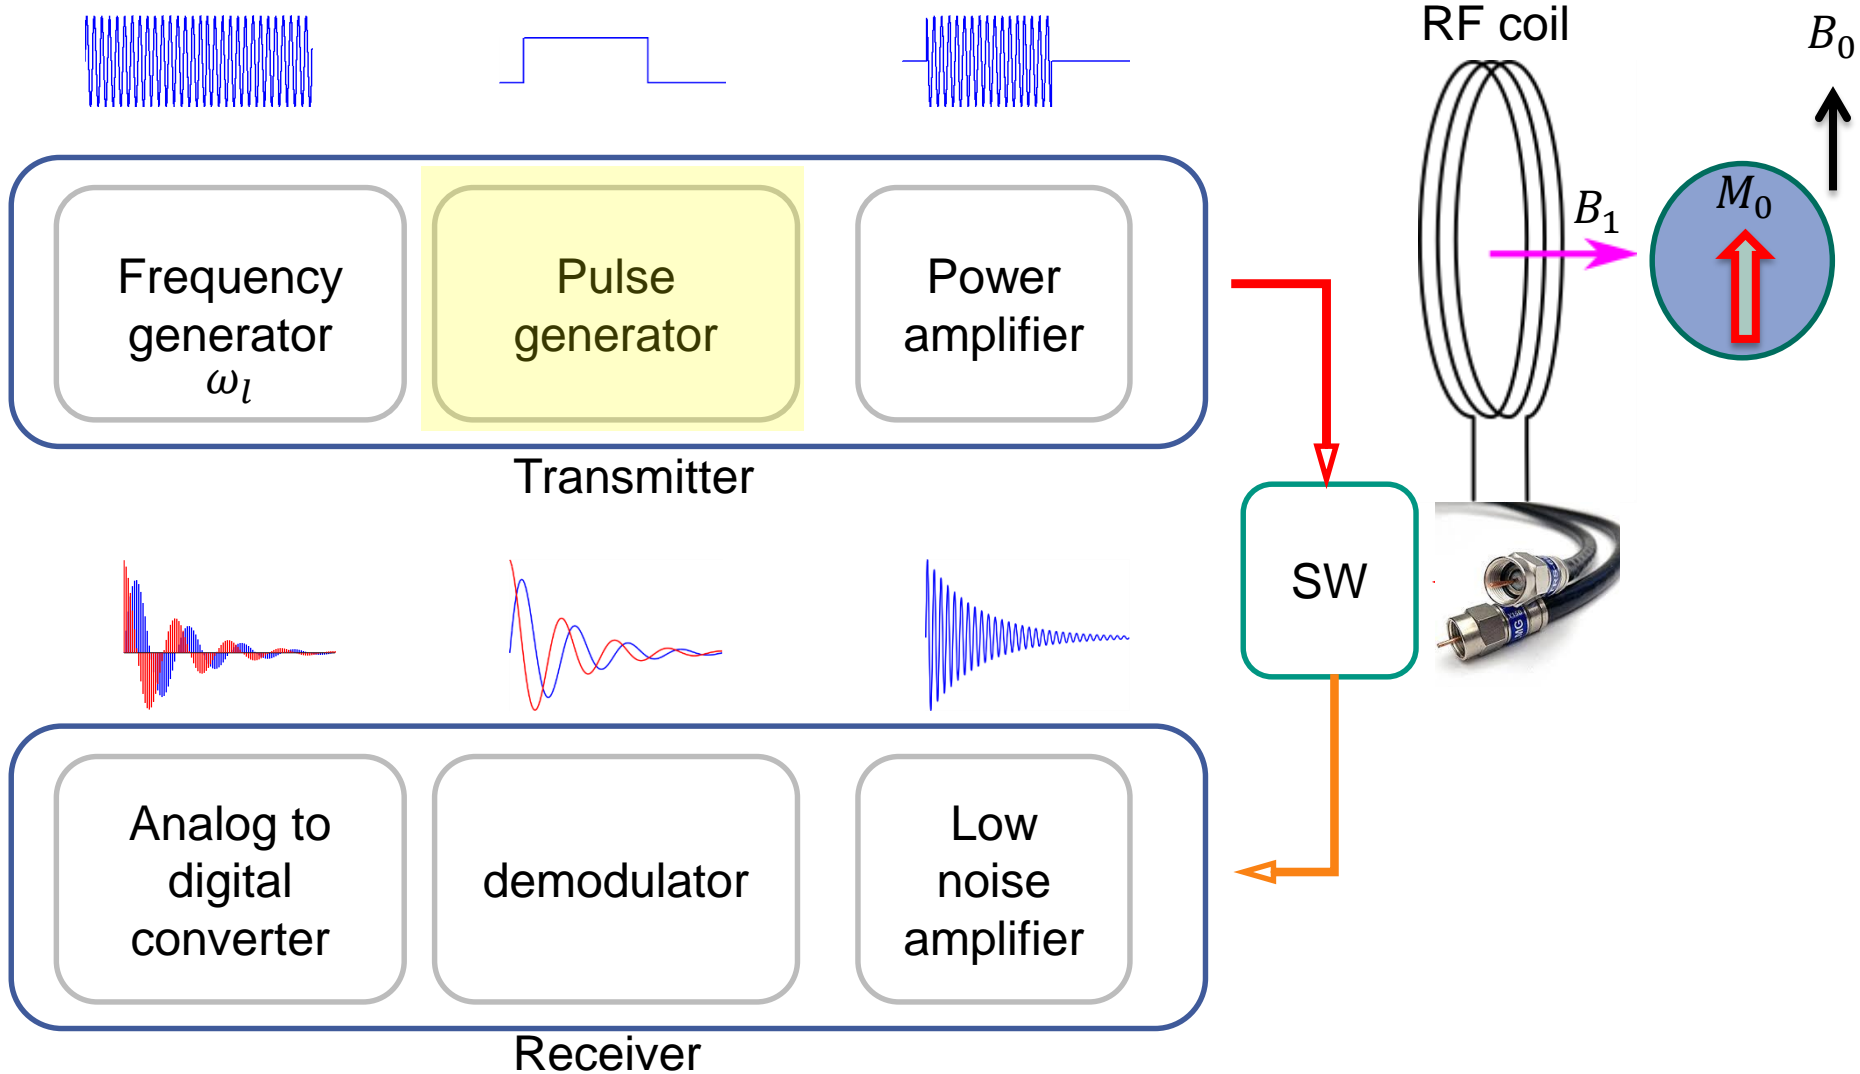 RF coil
B₀
Frequency
generator
ω_l
Pulse
generator
Power
amplifier
B₁
M₀
Transmitter
SW
Analog to
digital
converter
demodulator
Low
noise
amplifier
Receiver